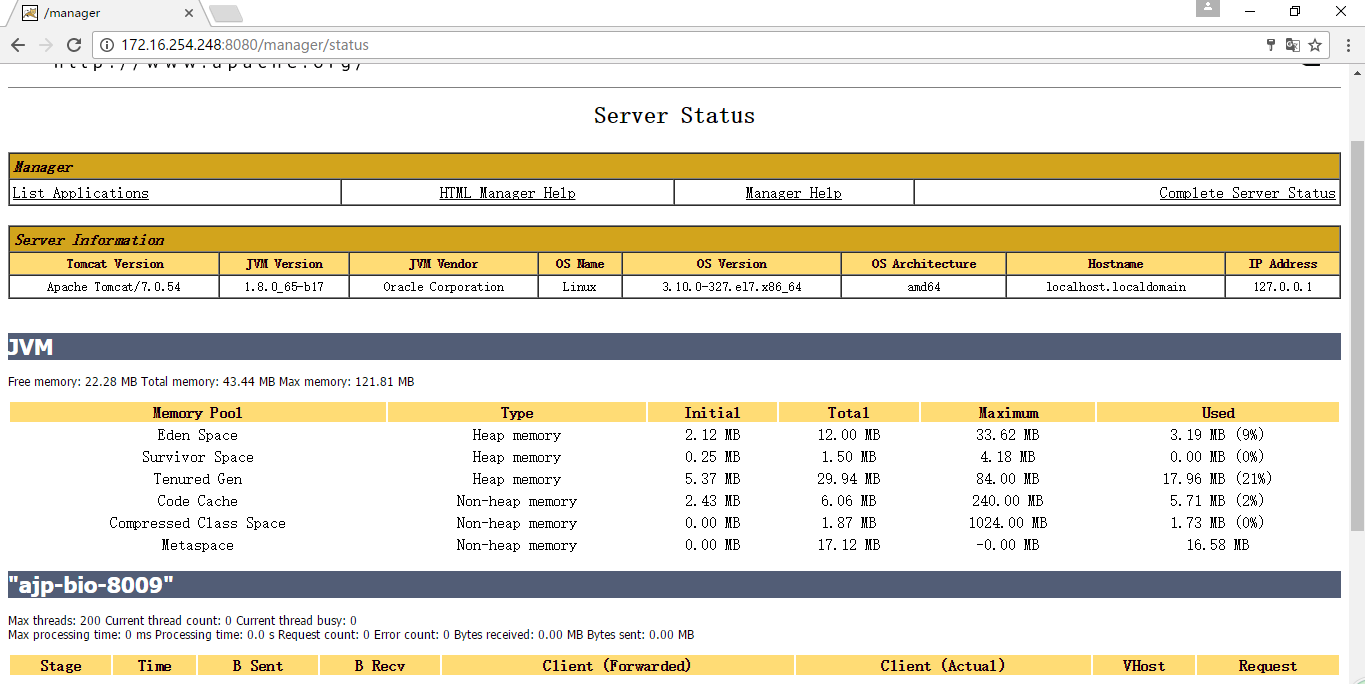 /manager
172.16.254.248:8080/manager/status
http://www.apache.org/
Server Status
Manager
List Applications HTML Manager Help Manager Help Complete Server Status
Server Information
Tomcat Version JVM Version JVM Vendor OS Name OS Version OS Architecture Hostname IP Address
Apache Tomcat/7.0.54 1.8.0_65-b17 Oracle Corporation Linux 3.10.0-327.el7.x86_64 amd64 localhost.localdomain 127.0.0.1
JVM
Free memory: 22.28 MB Total memory: 43.44 MB Max memory: 121.81 MB
Memory Pool Type Initial Total Maximum Used
Eden Space Heap memory 2.12 MB 12.00 MB 33.62 MB 3.19 MB (9%)
Survivor Space Heap memory 0.25 MB 1.50 MB 4.18 MB 0.00 MB (0%)
Tenured Gen Heap memory 5.37 MB 29.94 MB 84.00 MB 17.96 MB (21%)
Code Cache Non-heap memory 2.43 MB 6.06 MB 240.00 MB 5.71 MB (2%)
Compressed Class Space Non-heap memory 0.00 MB 1.87 MB 1024.00 MB 1.73 MB (0%)
Metaspace Non-heap memory 0.00 MB 17.12 MB -0.00 MB 16.58 MB
"ajp-bio-8009"
Max threads: 200 Current thread count: 0 Current thread busy: 0
Max processing time: 0 ms Processing time: 0.0 s Request count: 0 Error count: 0 Bytes received: 0.00 MB Bytes sent: 0.00 MB
Stage Time B Sent B Recv Client (Forwarded) Client (Actual) VHost Request